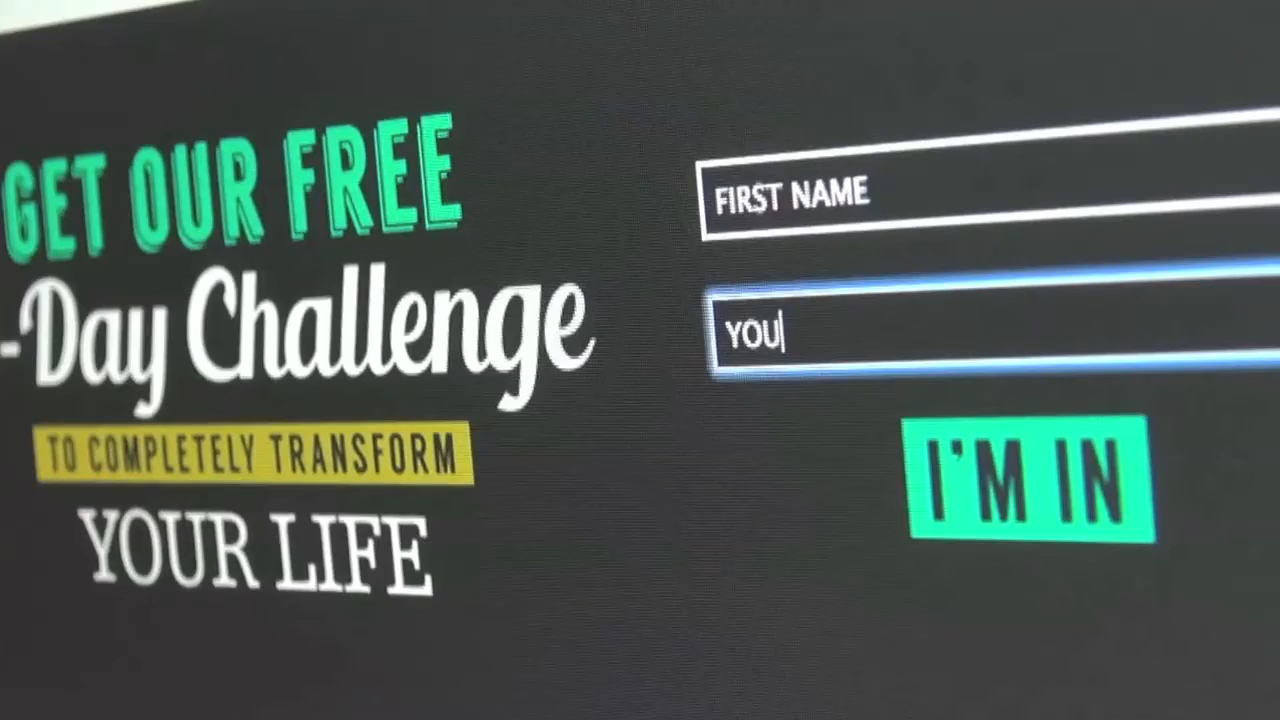 GET OUR FREE
-Day Challenge
TO COMPLETELY TRANSFORM
YOUR LIFE
FIRST NAME
YOU
I'M IN